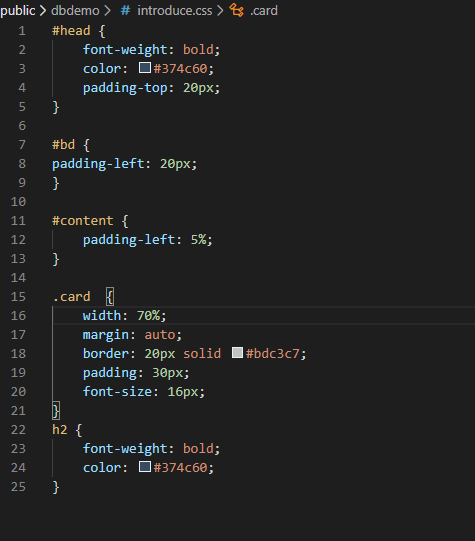 public > dbdemo > # introduce.css > .card
1 #head {
2     font-weight: bold;
3     color: #374c60;
4     padding-top: 20px;
5 }
6
7 #bd {
8 padding-left: 20px;
9 }
10
11 #content {
12     padding-left: 5%;
13 }
14
15 .card  {
16     width: 70%;
17     margin: auto;
18     border: 20px solid #bdc3c7;
19     padding: 30px;
20     font-size: 16px;
21 }
22 h2 {
23     font-weight: bold;
24     color: #374c60;
25 }